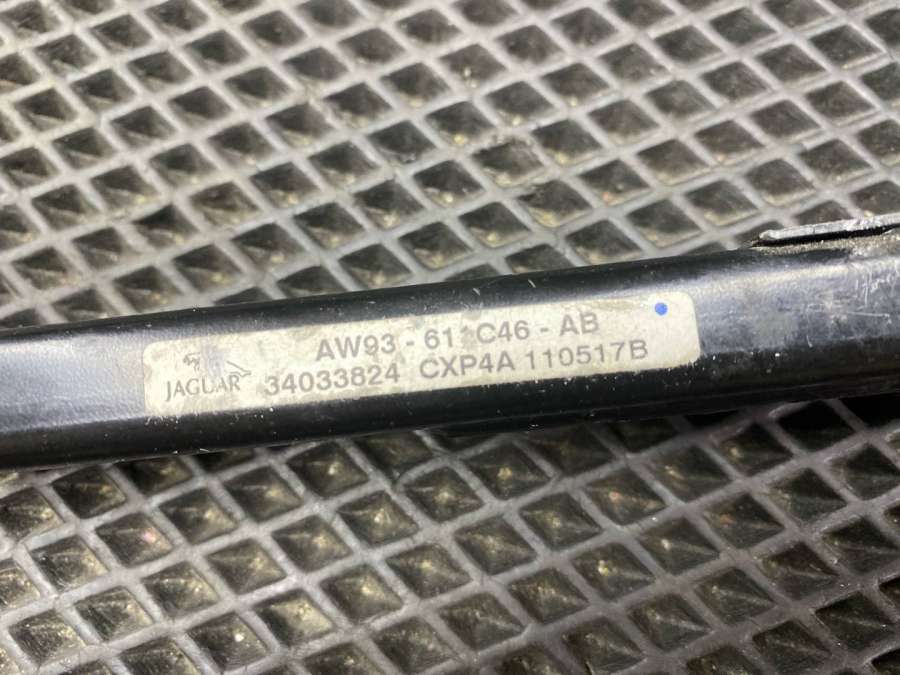 AW93 - 61 C46 - AB
JAGUAR 34033824 CXP4A 110517B